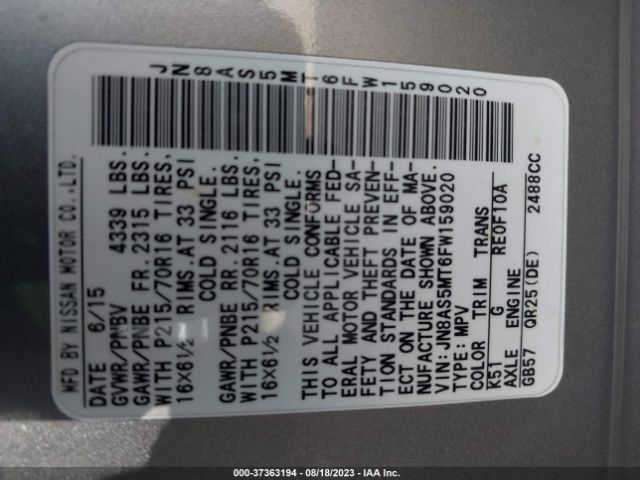 JN8AS5MT6FW159020
MFD BY NISSAN MOTOR CO.,LTD.
DATE 6/15
GVWR/PNBV 4339 LBS.
GAWR/PNBE FR. 2315 LBS.
WITH P215/70R16 TIRES,
16X6½ RIMS AT 33 PSI
COLD SINGLE.
GAWR/PNBE RR. 2116 LBS.
WITH P215/70R16 TIRES,
16X6½ RIMS AT 33 PSI
COLD SINGLE.
THIS VEHICLE CONFORMS
TO ALL APPLICABLE FED-
ERAL MOTOR VEHICLE SA-
FETY AND THEFT PREVEN-
TION STANDARDS IN EFF-
ECT ON THE DATE OF MA-
NUFACTURE SHOWN ABOVE.
VIN: JN8AS5MT6FW159020
TYPE: MPV
COLOR TRIM TRANS
K51 G RE0F10A
AXLE ENGINE
GB57 QR25(DE) 2488CC
000-37363194 - 08/18/2023 - IAA Inc.